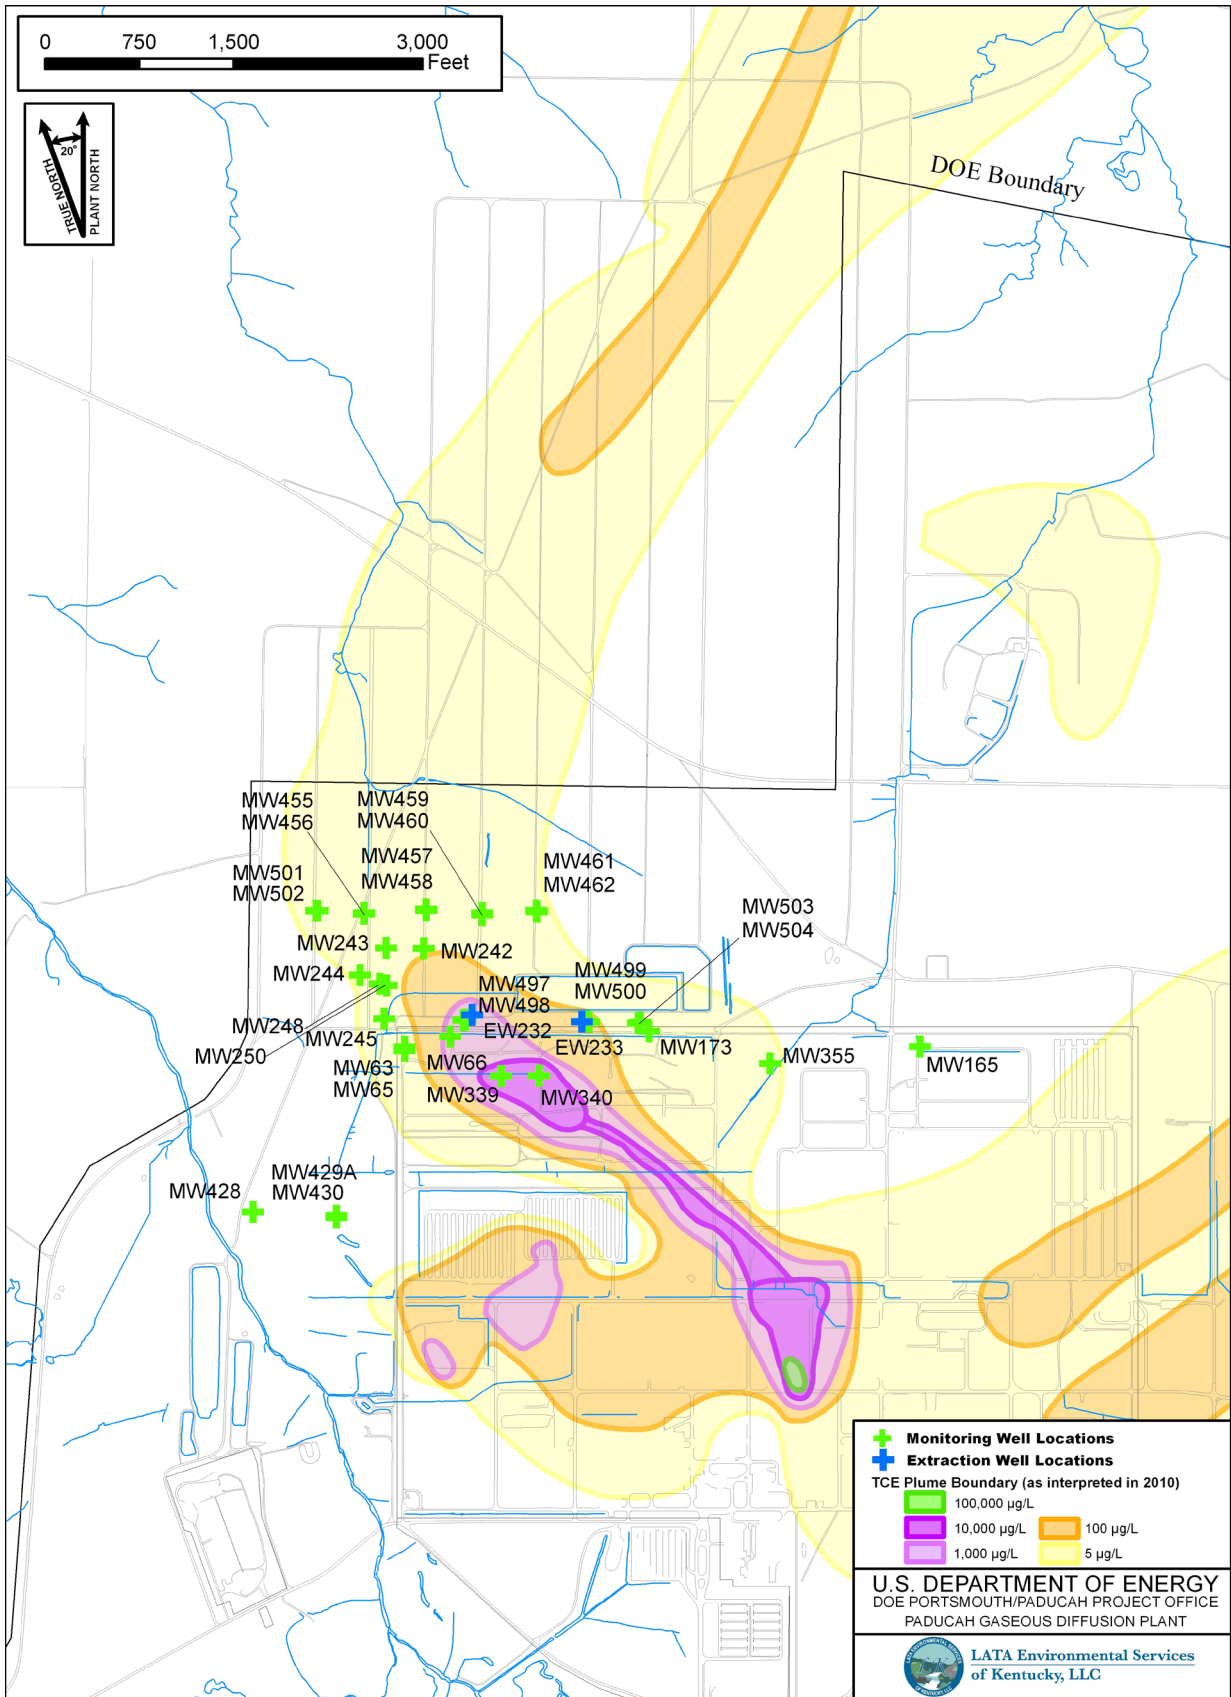 0 750 1,500 3,000
Feet
TRUE NORTH
20°
PLANT NORTH
DOE Boundary
MW455
MW456
MW459
MW460
MW457
MW458
MW461
MW462
MW501
MW502
MW503
MW504
MW243
MW242
MW244
MW497
MW498
MW499
MW500
MW248
MW250
MW245
EW232
EW233
MW173
MW355
MW165
MW63
MW65
MW66
MW339
MW340
MW428
MW429A
MW430
Monitoring Well Locations
Extraction Well Locations
TCE Plume Boundary (as interpreted in 2010)
100,000 µg/L
10,000 µg/L 100 µg/L
1,000 µg/L 5 µg/L
U.S. DEPARTMENT OF ENERGY
DOE PORTSMOUTH/PADUCAH PROJECT OFFICE
PADUCAH GASEOUS DIFFUSION PLANT
LATA Environmental Services
of Kentucky, LLC